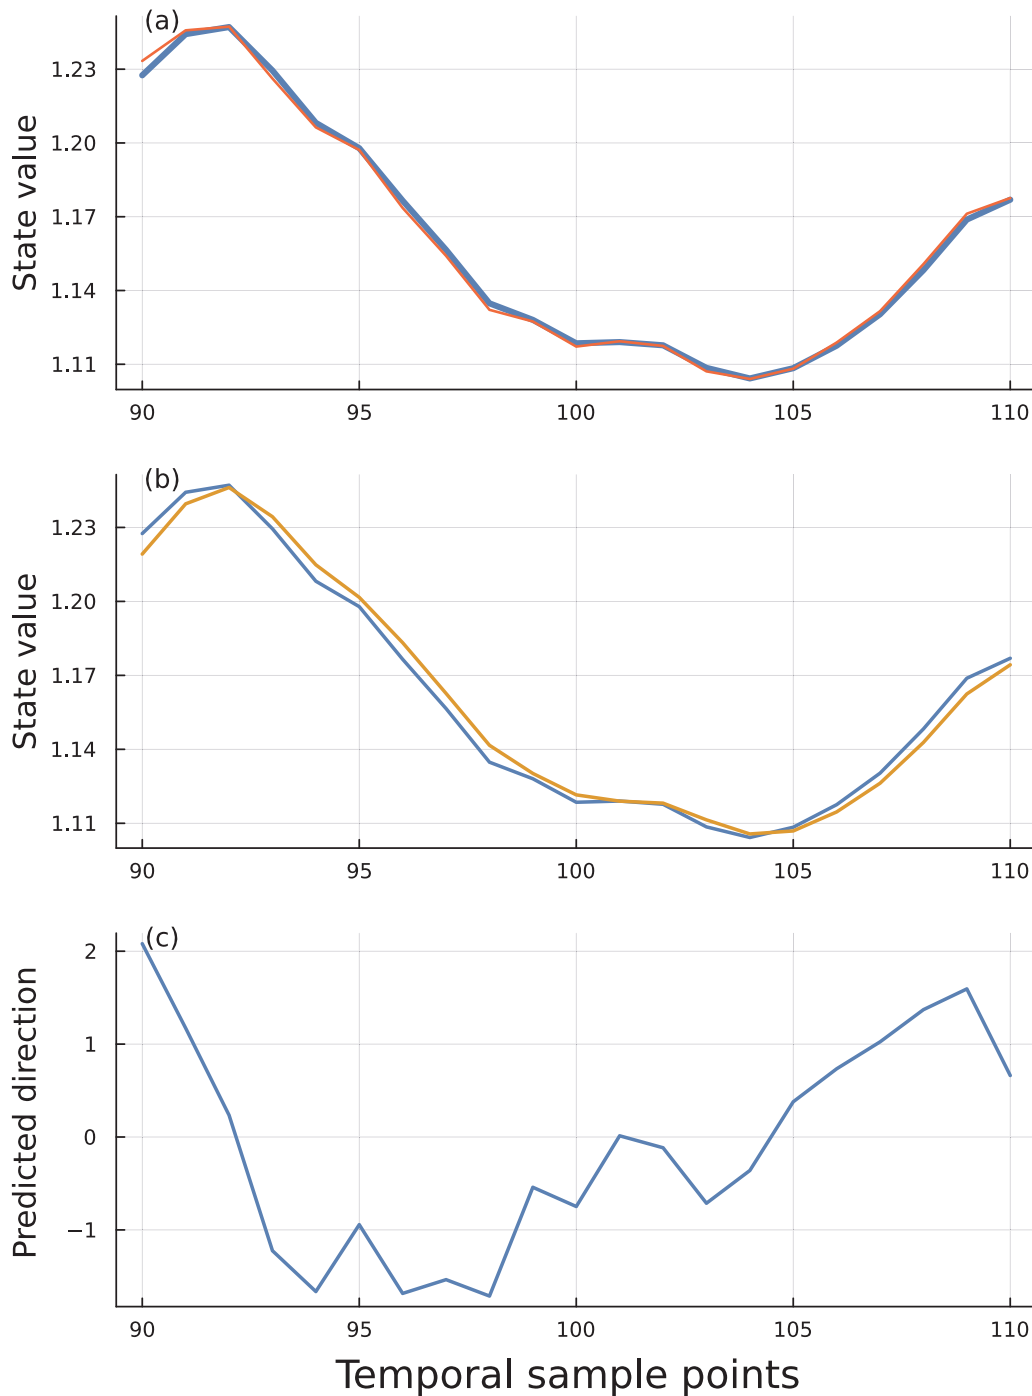 (a)
State value
1.23
1.20
1.17
1.14
1.11
90 95 100 105 110
(b)
State value
1.23
1.20
1.17
1.14
1.11
90 95 100 105 110
(c)
Predicted direction
2
1
0
−1
90 95 100 105 110
Temporal sample points